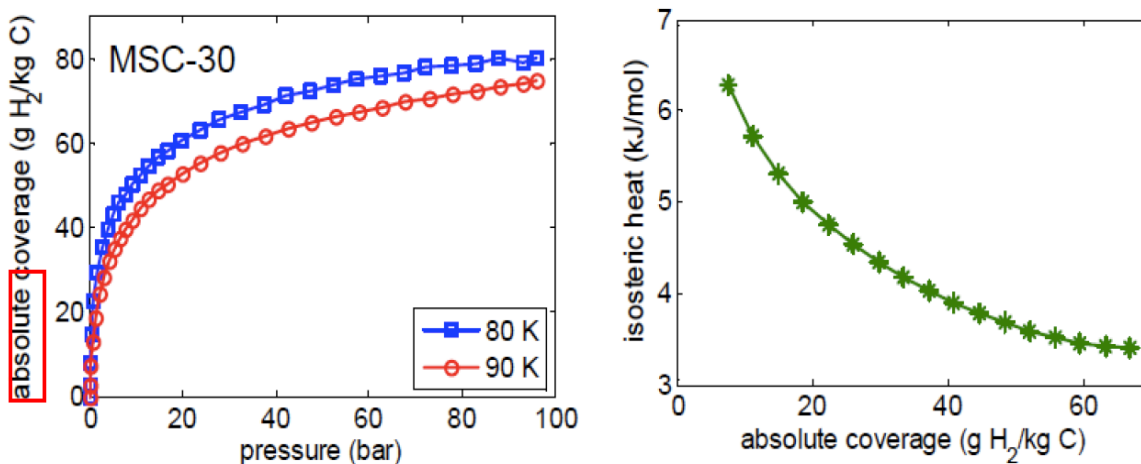 absolute coverage (g H₂/kg C)
80
60
40
20
0
MSC-30
80 K
90 K
0 20 40 60 80 100
pressure (bar)
isosteric heat (kJ/mol)
7
6
5
4
3
0 20 40 60
absolute coverage (g H₂/kg C)